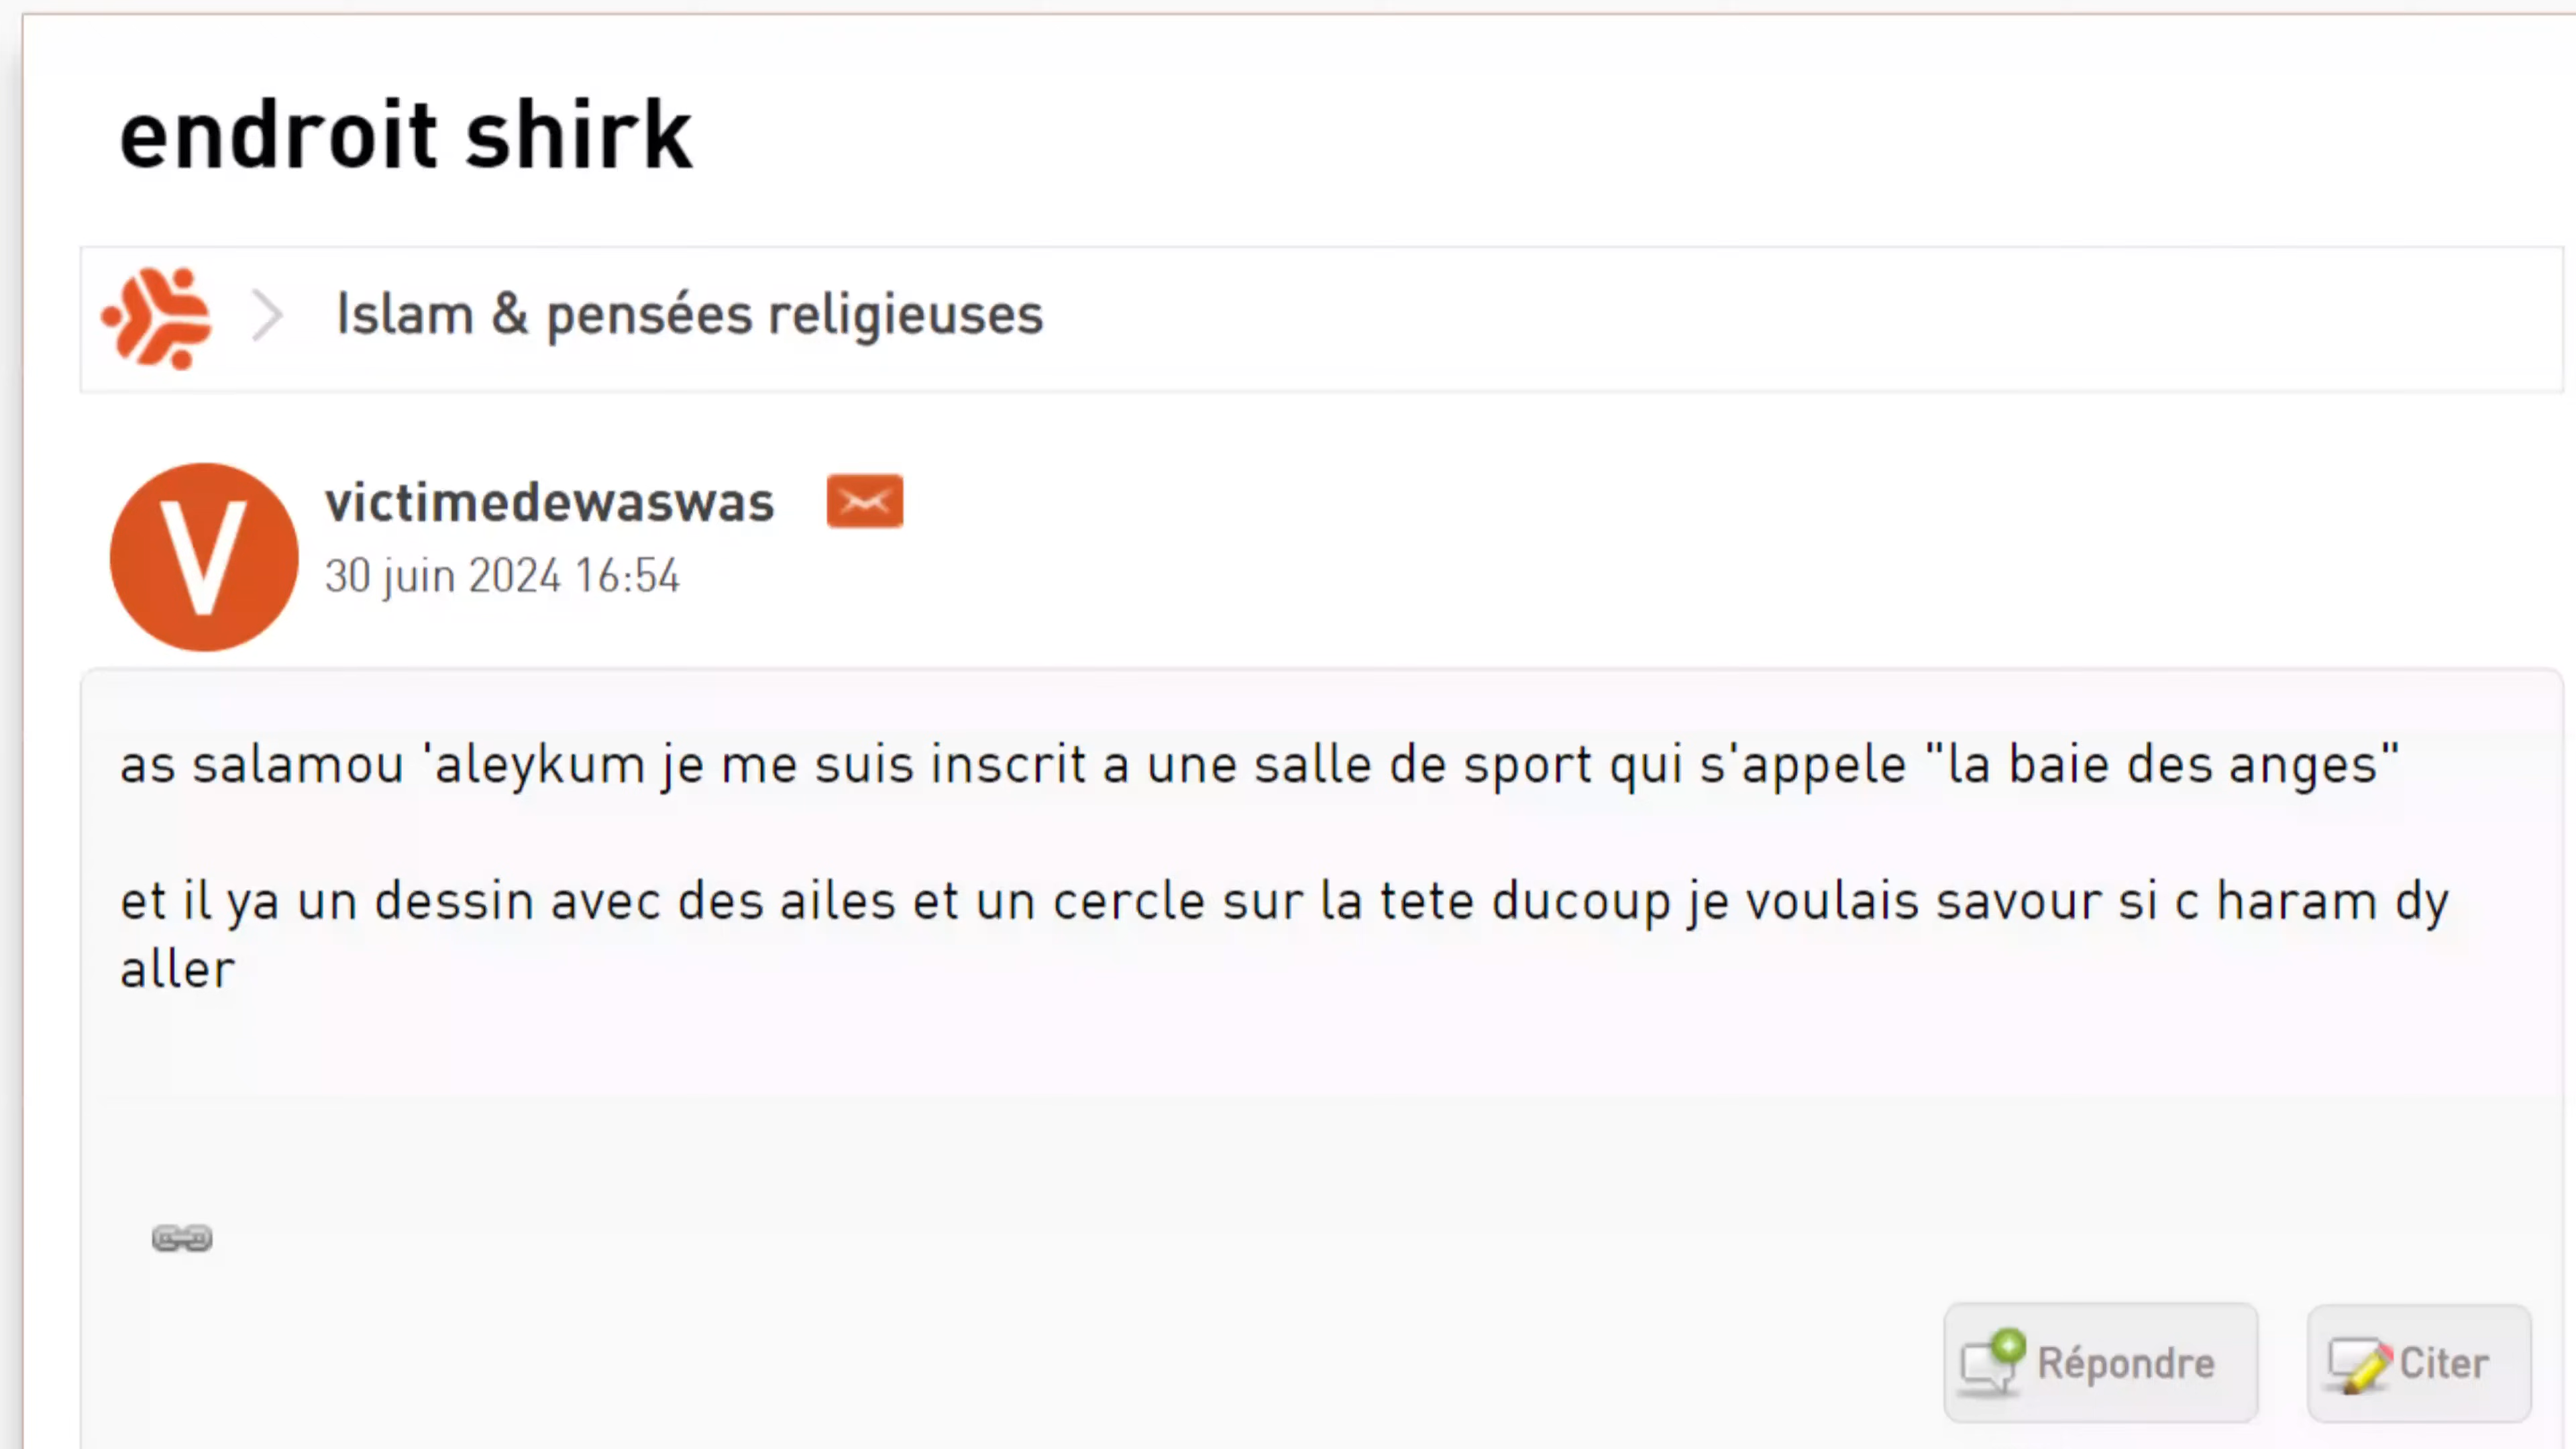 endroit shirk
Islam & pensées religieuses
V
victimedewaswas
30 juin 2024 16:54
as salamou 'aleykum je me suis inscrit a une salle de sport qui s'appele "la baie des anges"
et il ya un dessin avec des ailes et un cercle sur la tete ducoup je voulais savour si c haram dy
aller
Répondre
Citer